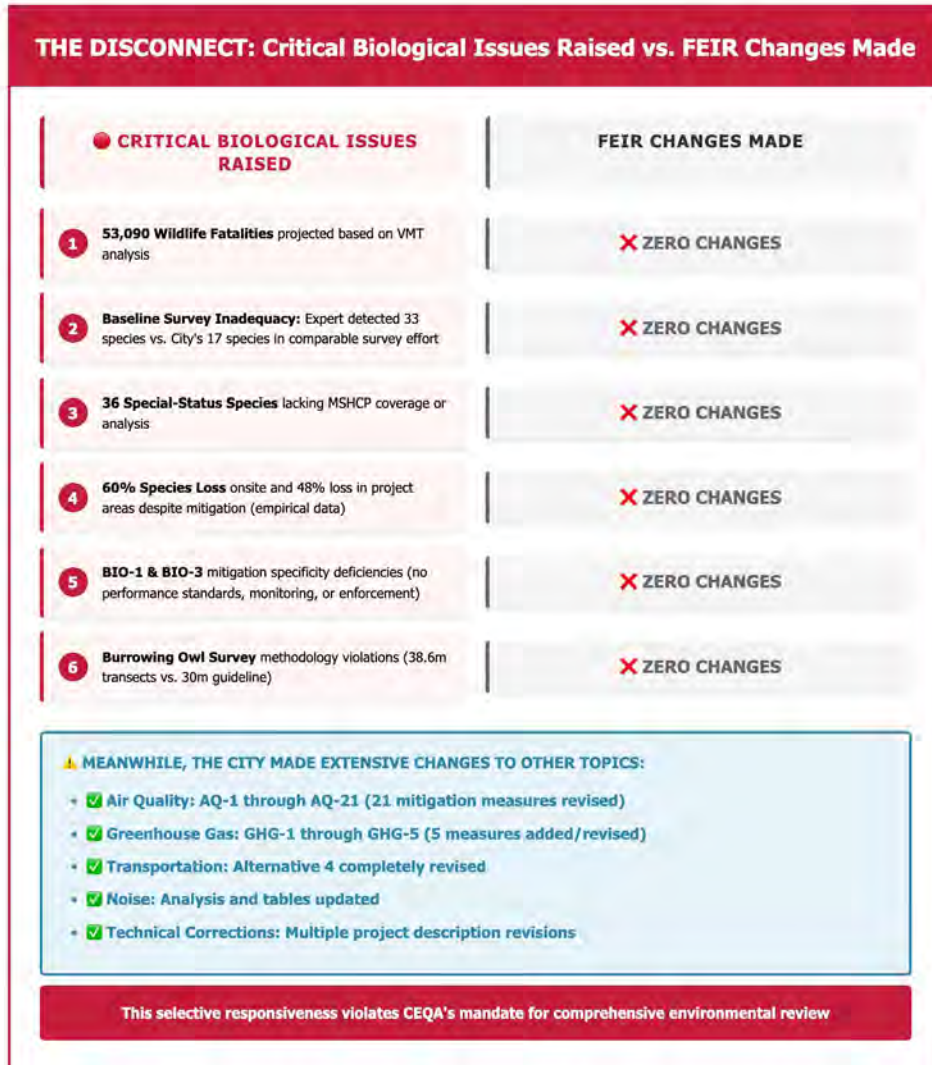 THE DISCONNECT: Critical Biological Issues Raised vs. FEIR Changes Made
CRITICAL BIOLOGICAL ISSUES
RAISED
FEIR CHANGES MADE
1
53,090 Wildlife Fatalities projected based on VMT
analysis
ZERO CHANGES
2
Baseline Survey Inadequacy: Expert detected 33
species vs. City's 17 species in comparable survey effort
ZERO CHANGES
3
36 Special-Status Species lacking MSHCP coverage or
analysis
ZERO CHANGES
4
60% Species Loss onsite and 48% loss in project
areas despite mitigation (empirical data)
ZERO CHANGES
5
BIO-1 & BIO-3 mitigation specificity deficiencies (no
performance standards, monitoring, or enforcement)
ZERO CHANGES
6
Burrowing Owl Survey methodology violations (38.6m
transects vs. 30m guideline)
ZERO CHANGES
MEANWHILE, THE CITY MADE EXTENSIVE CHANGES TO OTHER TOPICS:
Air Quality: AQ-1 through AQ-21 (21 mitigation measures revised)
Greenhouse Gas: GHG-1 through GHG-5 (5 measures added/revised)
Transportation: Alternative 4 completely revised
Noise: Analysis and tables updated
Technical Corrections: Multiple project description revisions
This selective responsiveness violates CEQA's mandate for comprehensive environmental review